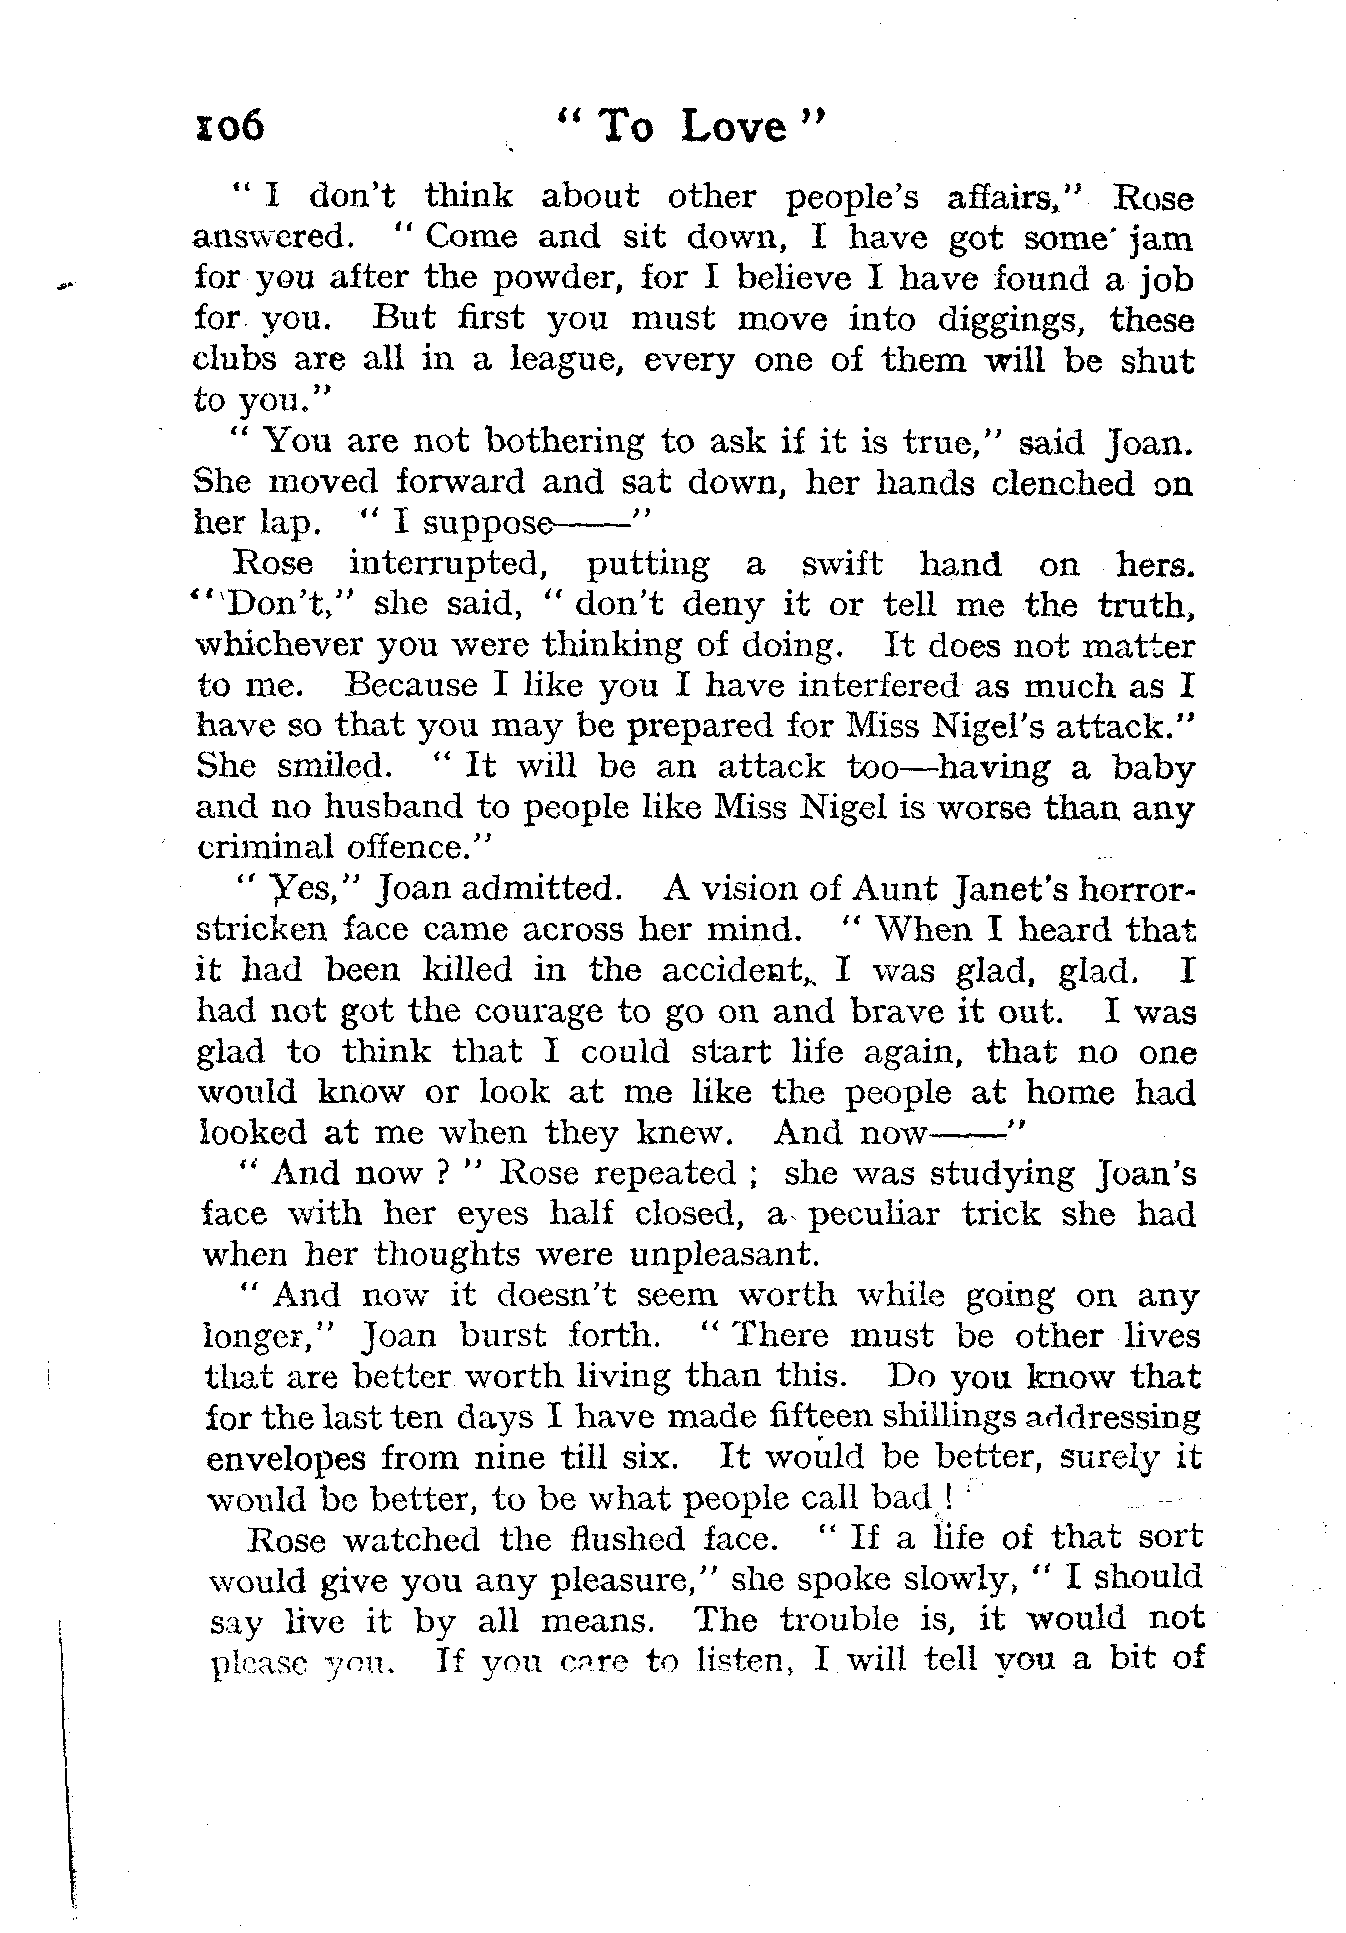 106 " To Love "
" I don't think about other people's affairs," Rose
answered. " Come and sit down, I have got some jam
for you after the powder, for I believe I have found a job
for you. But first you must move into diggings, these
clubs are all in a league, every one of them will be shut
to you."
" You are not bothering to ask if it is true," said Joan.
She moved forward and sat down, her hands clenched on
her lap. " I suppose——"
Rose interrupted, putting a swift hand on hers.
" Don't," she said, " don't deny it or tell me the truth,
whichever you were thinking of doing. It does not matter
to me. Because I like you I have interfered as much as I
have so that you may be prepared for Miss Nigel's attack."
She smiled. " It will be an attack too—having a baby
and no husband to people like Miss Nigel is worse than any
criminal offence."
" Yes," Joan admitted. A vision of Aunt Janet's horror-
stricken face came across her mind. " When I heard that
it had been killed in the accident, I was glad, glad. I
had not got the courage to go on and brave it out. I was
glad to think that I could start life again, that no one
would know or look at me like the people at home had
looked at me when they knew. And now——"
" And now ? " Rose repeated ; she was studying Joan's
face with her eyes half closed, a peculiar trick she had
when her thoughts were unpleasant.
" And now it doesn't seem worth while going on any
longer," Joan burst forth. " There must be other lives
that are better worth living than this. Do you know that
for the last ten days I have made fifteen shillings addressing
envelopes from nine till six. It would be better, surely it
would be better, to be what people call bad !
Rose watched the flushed face. " If a life of that sort
would give you any pleasure," she spoke slowly, " I should
say live it by all means. The trouble is, it would not
please you. If you care to listen, I will tell you a bit of